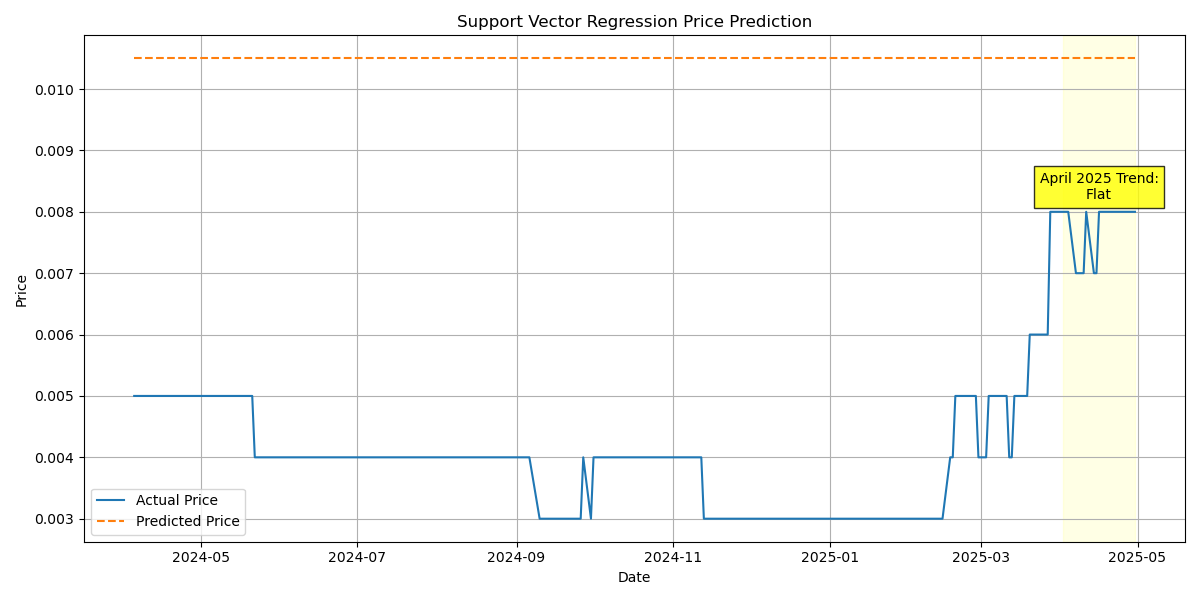 Support Vector Regression Price Prediction
0.010
0.009
0.008
0.007
0.006
0.005
0.004
0.003
Price
April 2025 Trend:
Flat
Actual Price
Predicted Price
2024-05
2024-07
2024-09
2024-11
2025-01
2025-03
2025-05
Date